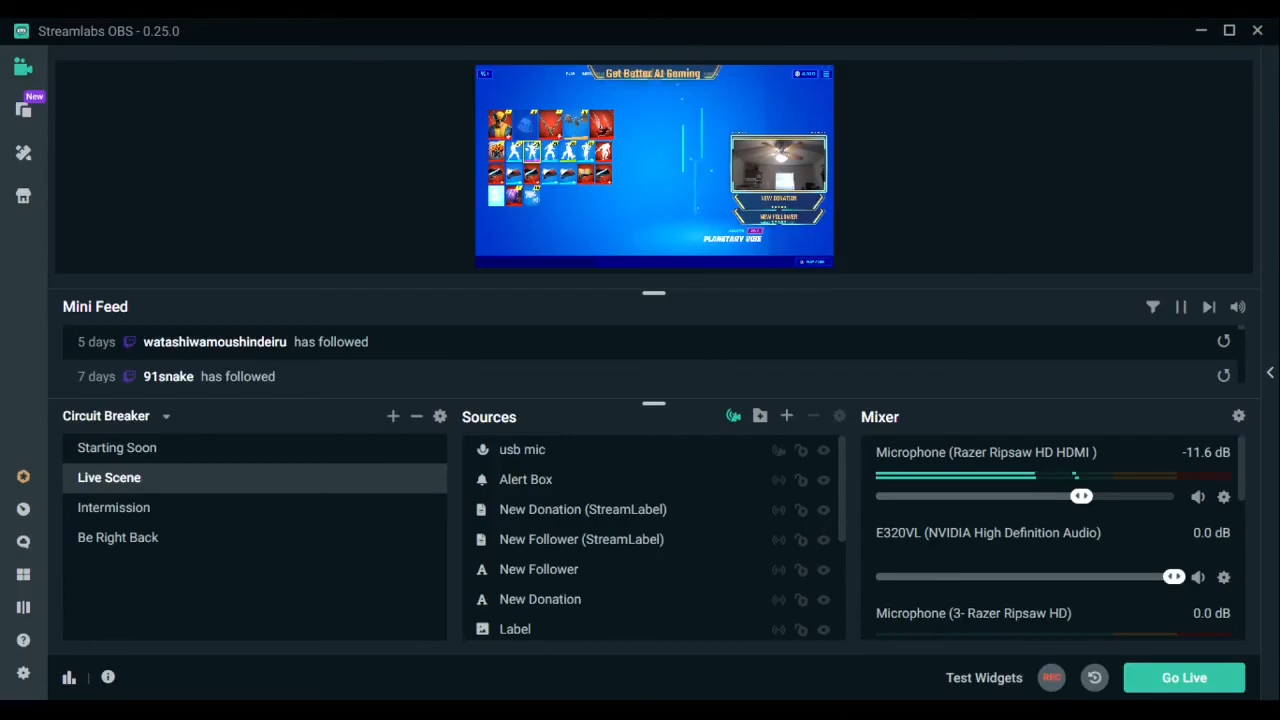 Streamlabs OBS - 0.25.0
New
Get Better AI Gaming
NEW DONATION
NEW FOLLOWER
PLANETARY VIBE
Mini Feed
5 days watashiwamoushindeiru has followed
7 days 91snake has followed
Circuit Breaker
Starting Soon
Live Scene
Intermission
Be Right Back
Sources
usb mic
Alert Box
New Donation (StreamLabel)
New Follower (StreamLabel)
New Follower
New Donation
Label
Mixer
Microphone (Razer Ripsaw HD HDMI ) -11.6 dB
E320VL (NVIDIA High Definition Audio) 0.0 dB
Microphone (3- Razer Ripsaw HD) 0.0 dB
Test Widgets
REC
Go Live